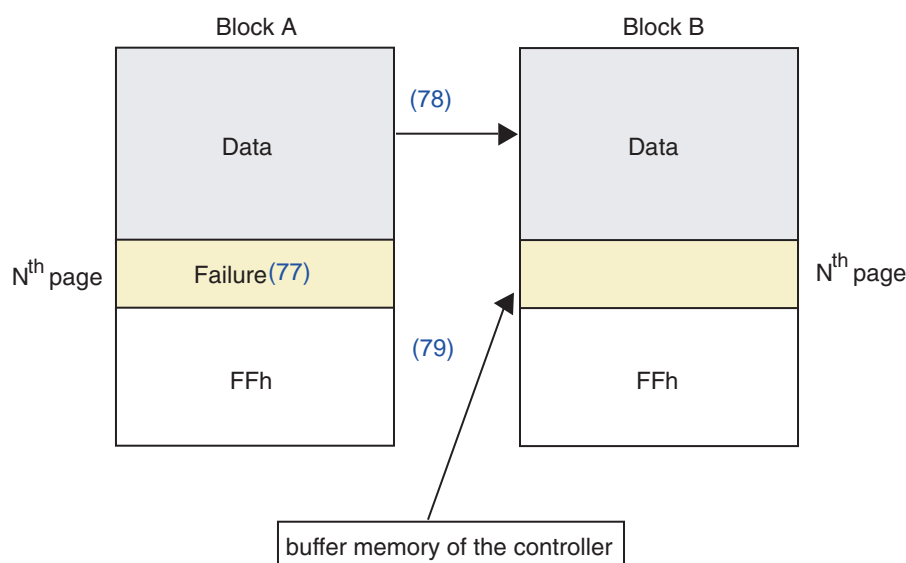 Block A
Block B
(78)
Data
Data
Nth page
Failure(77)
Nth page
(79)
FFh
FFh
buffer memory of the controller